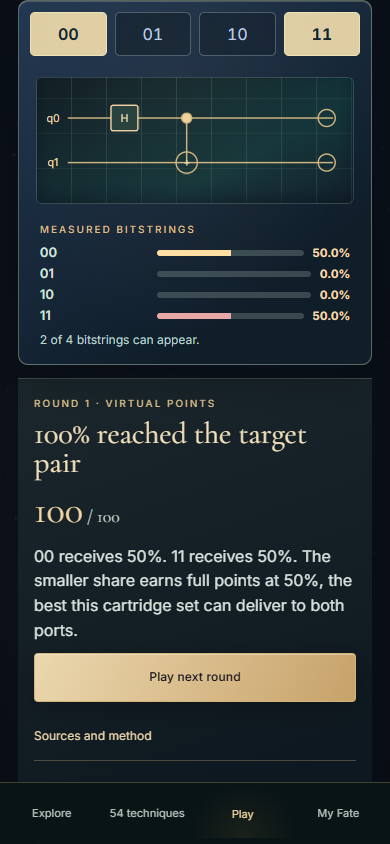 00 01 10 11
q0 H
q1
MEASURED BITSTRINGS
00 50.0%
01 0.0%
10 0.0%
11 50.0%
2 of 4 bitstrings can appear.
ROUND 1 · VIRTUAL POINTS
100% reached the target
pair
100 / 100
00 receives 50%. 11 receives 50%. The
smaller share earns full points at 50%, the
best this cartridge set can deliver to both
ports.
Play next round
Sources and method
Explore 54 techniques Play My Fate